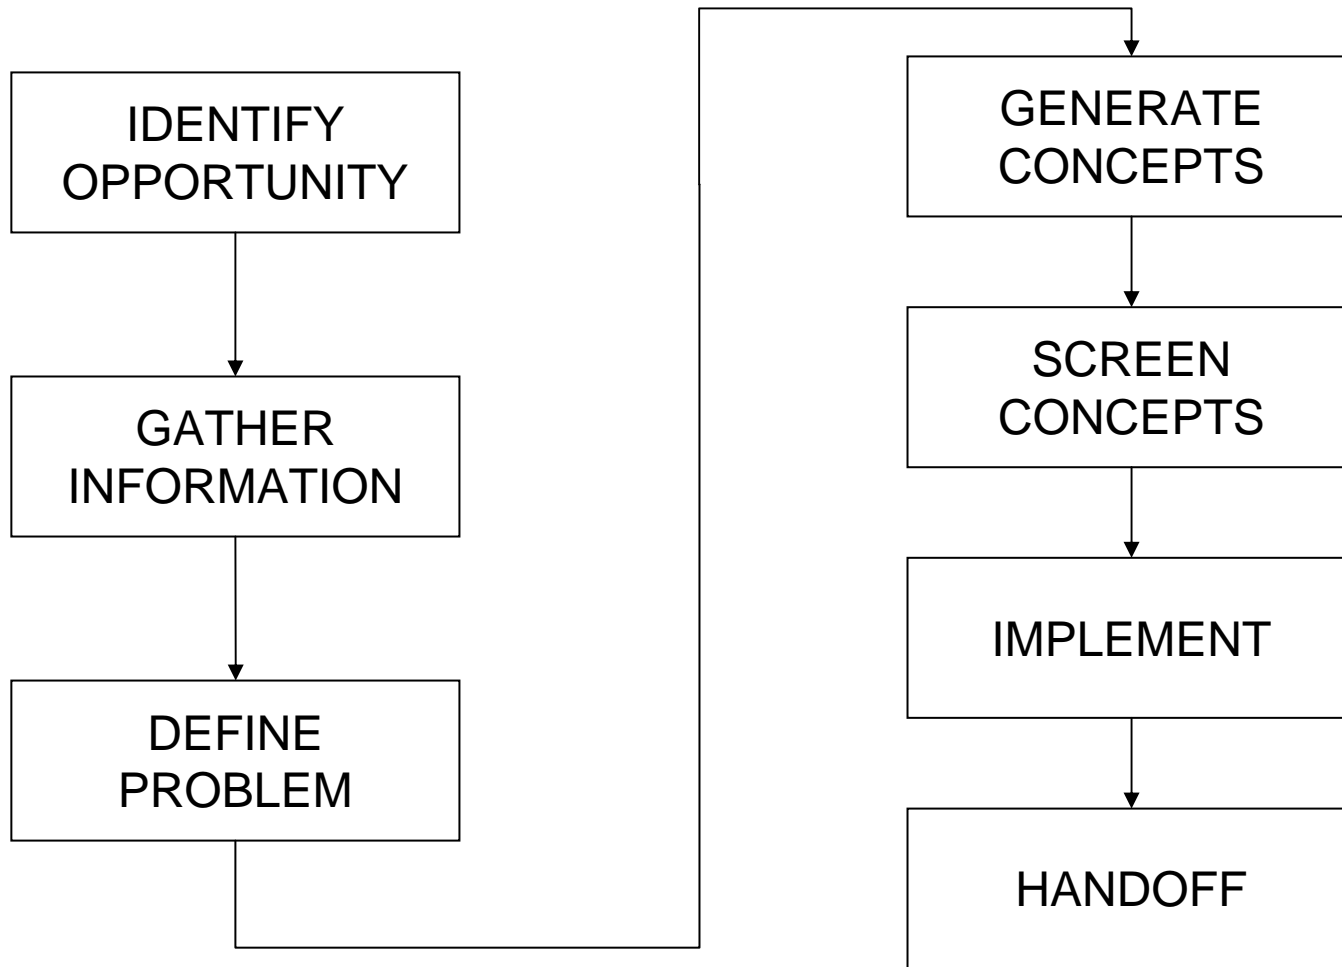 IDENTIFY
OPPORTUNITY
GATHER
INFORMATION
DEFINE
PROBLEM
GENERATE
CONCEPTS
SCREEN
CONCEPTS
IMPLEMENT
HANDOFF